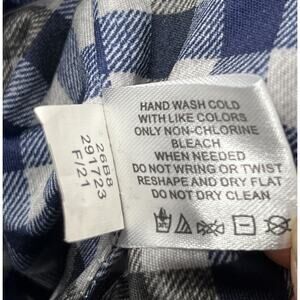 HAND WASH COLD
WITH LIKE COLORS
ONLY NON-CHLORINE
BLEACH
WHEN NEEDED
DO NOT WRING OR TWIST
RESHAPE AND DRY FLAT
DO NOT DRY CLEAN
26B8
291723
F/21